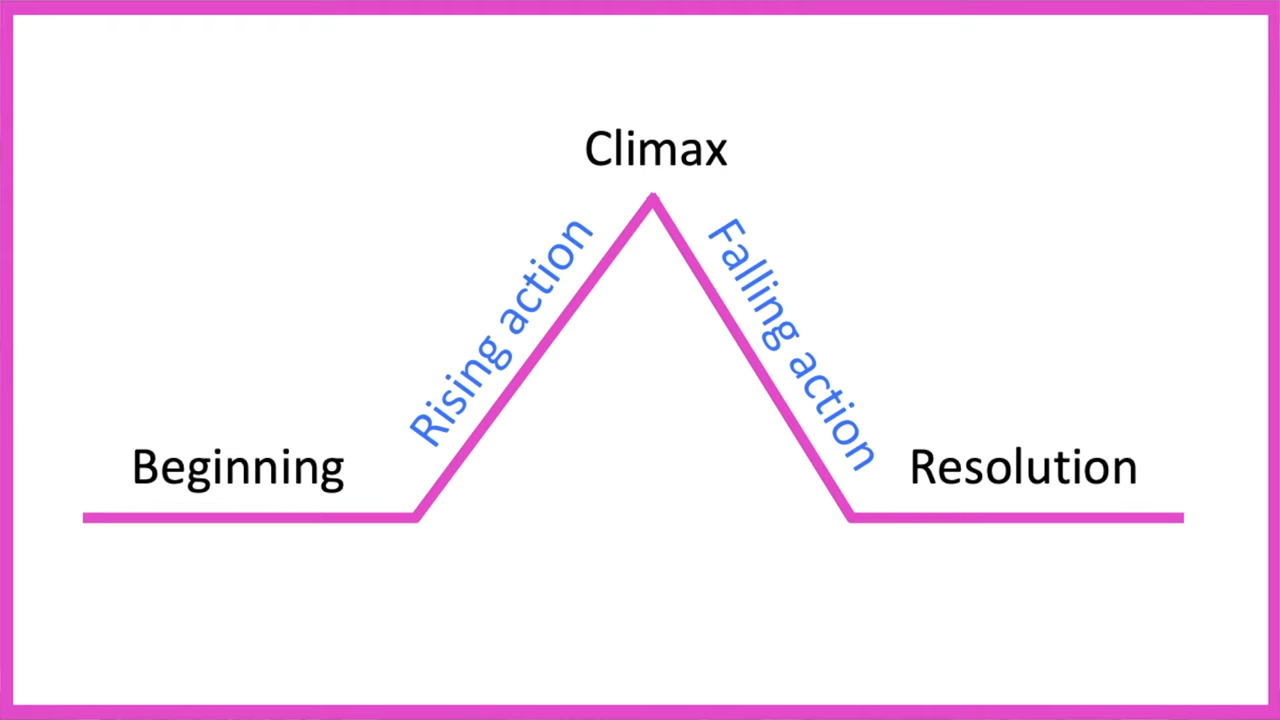 Climax
Rising action
Falling action
Beginning
Resolution